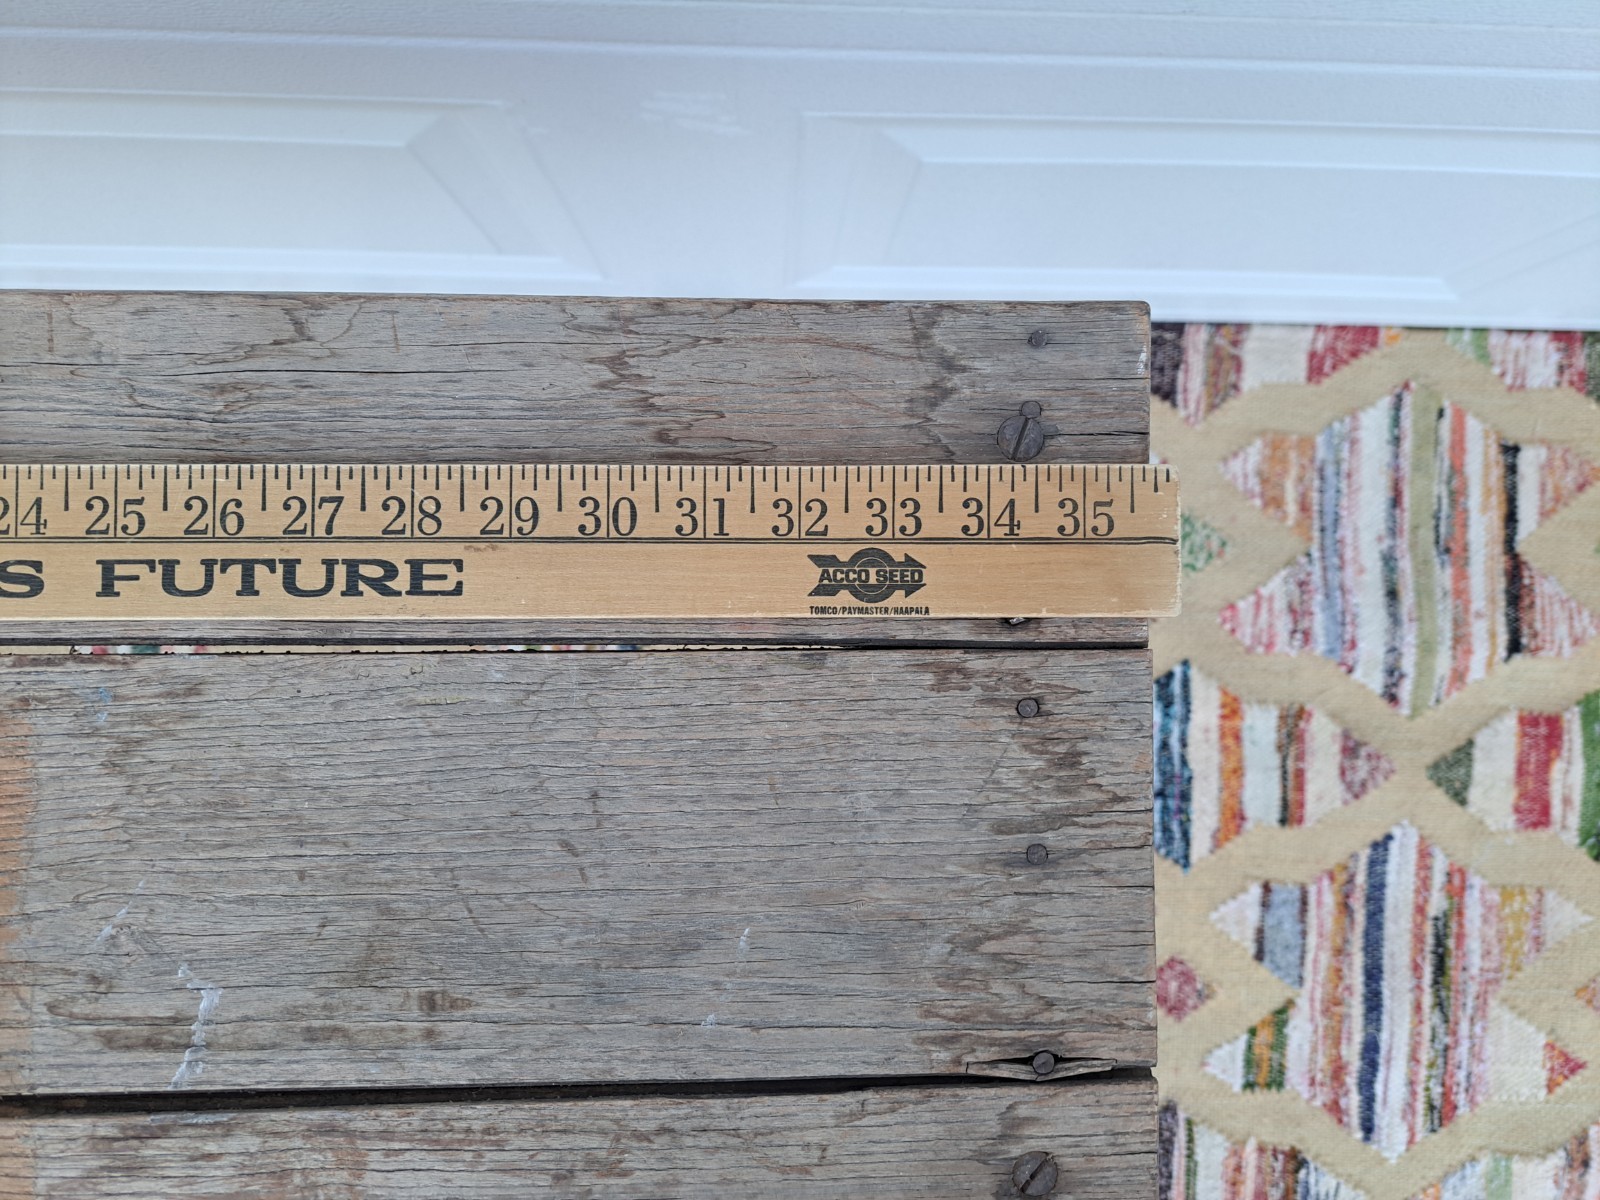 24 25 26 27 28 29 30 31 32 33 34 35
S FUTURE
ACCO SEED
TOMCO/PAYMASTER/HAAPALA